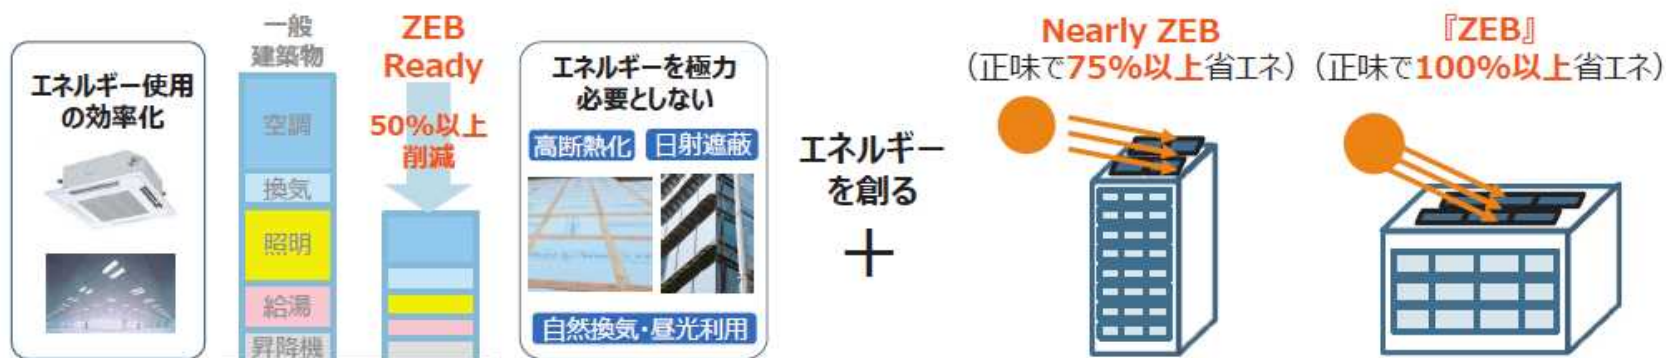 エネルギー使用
の効率化
一般
建築物
空調
換気
照明
給湯
昇降機
ZEB
Ready
50%以上
削減
エネルギーを極力
必要としない
高断熱化
日射遮蔽
自然換気・昼光利用
エネルギー
を創る
＋
Nearly ZEB
（正味で75%以上省エネ）
『ZEB』
（正味で100%以上省エネ）